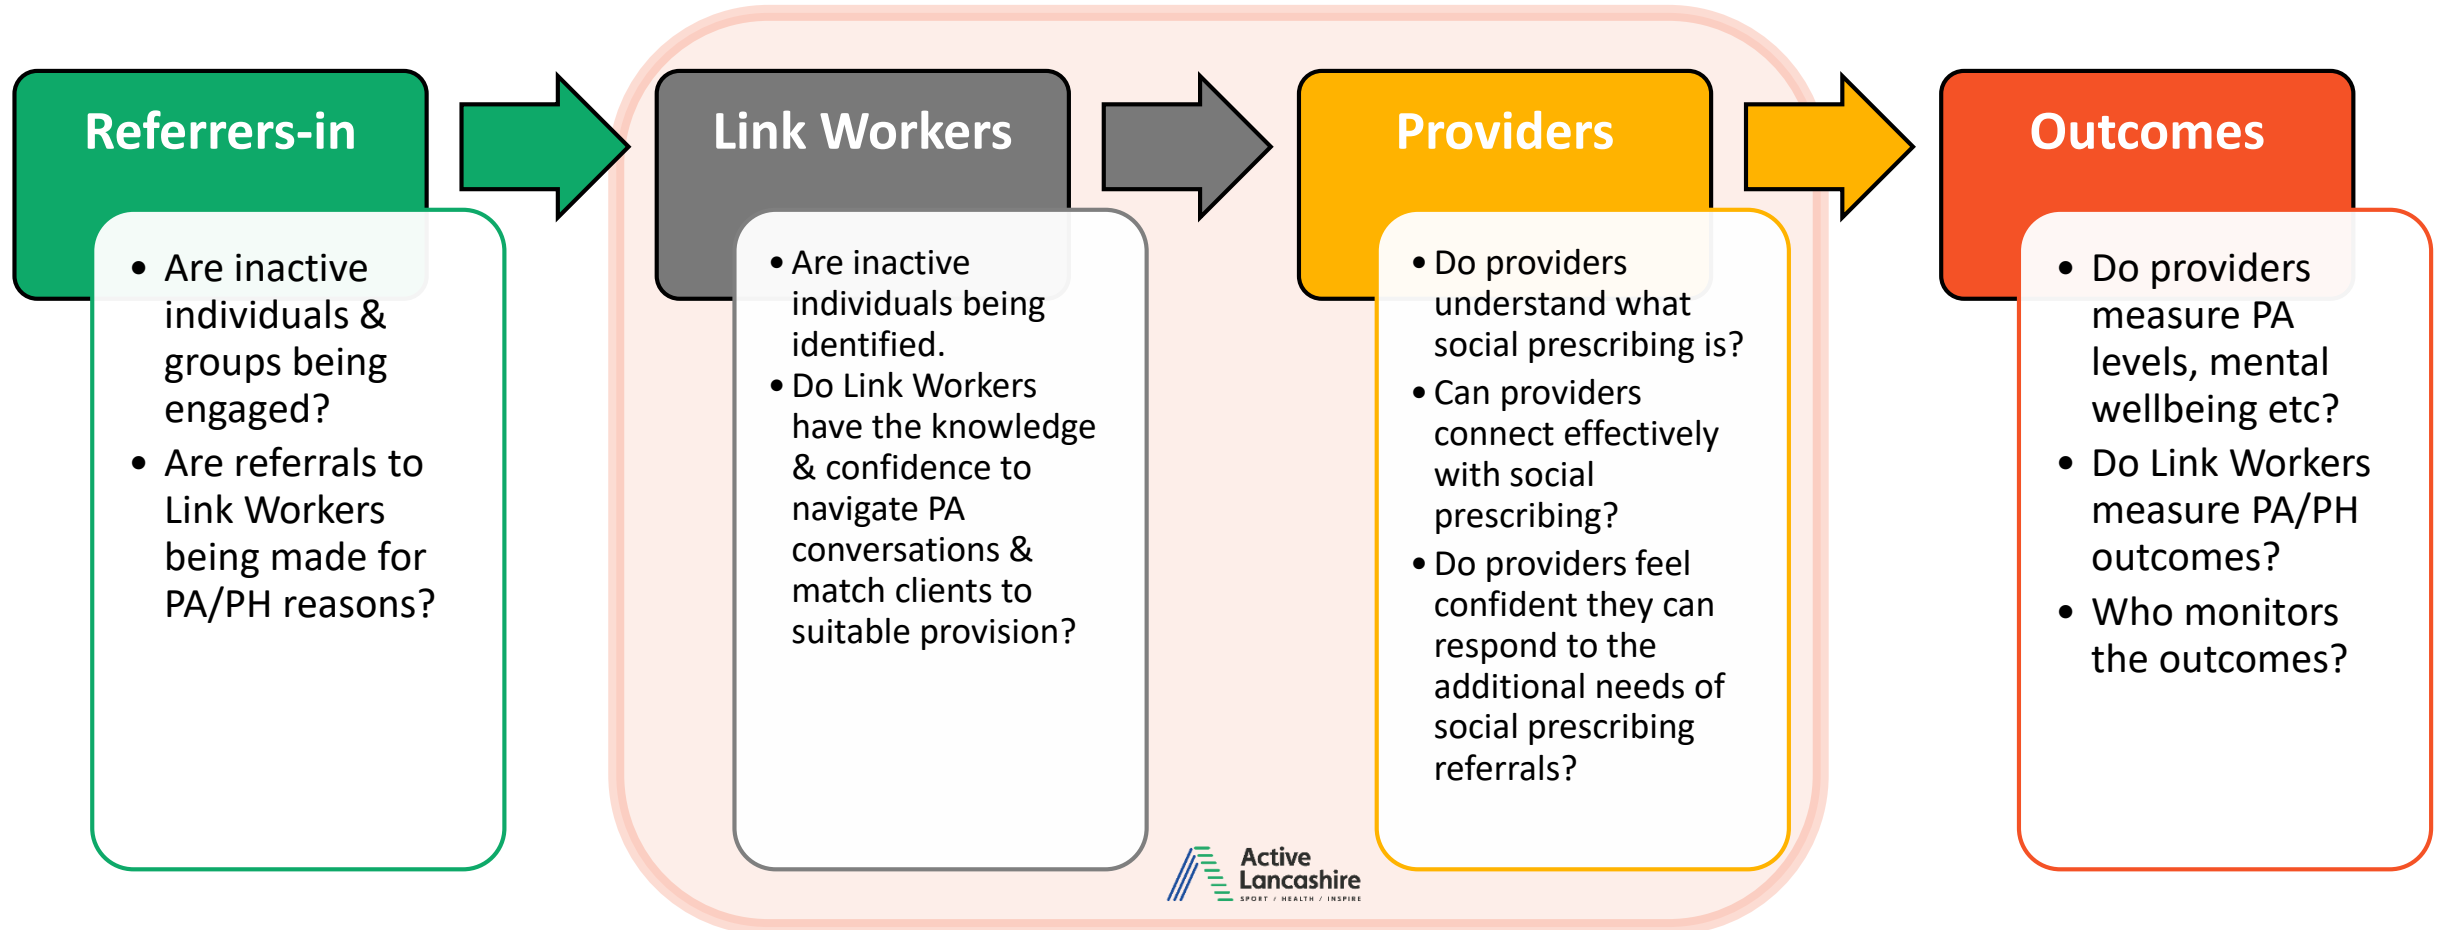 Referrers-in
• Are inactive
individuals &
groups being
engaged?
• Are referrals to
Link Workers
being made for
PA/PH reasons?
Link Workers
• Are inactive
individuals being
identified.
• Do Link Workers
have the knowledge
& confidence to
navigate PA
conversations &
match clients to
suitable provision?
Providers
• Do providers
understand what
social prescribing is?
• Can providers
connect effectively
with social
prescribing?
• Do providers feel
confident they can
respond to the
additional needs of
social prescribing
referrals?
Outcomes
• Do providers
measure PA
levels, mental
wellbeing etc?
• Do Link Workers
measure PA/PH
outcomes?
• Who monitors
the outcomes?
Active
Lancashire
SPORT / HEALTH / INSPIRE